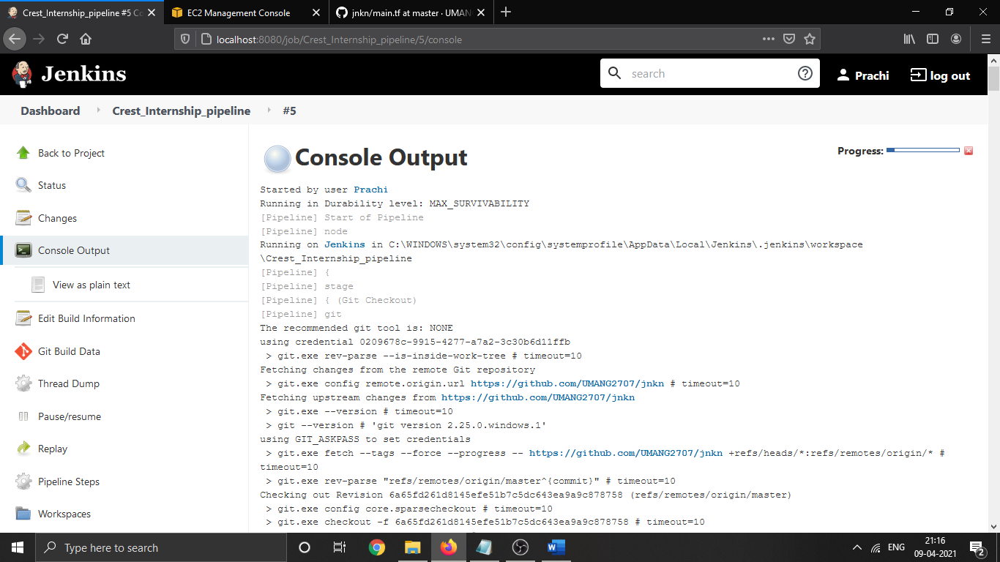 Crest_Internship_pipeline #5 Co
EC2 Management Console
jnkn/main.tf at master · UMAN
localhost:8080/job/Crest_Internship_pipeline/5/console
Jenkins
search
Prachi
log out
Dashboard
Crest_Internship_pipeline
#5
Back to Project
Status
Changes
Console Output
View as plain text
Edit Build Information
Git Build Data
Thread Dump
Pause/resume
Replay
Pipeline Steps
Workspaces
Console Output
Progress:
Started by user Prachi
Running in Durability level: MAX_SURVIVABILITY
[Pipeline] Start of Pipeline
[Pipeline] node
Running on Jenkins in C:\WINDOWS\system32\config\systemprofile\AppData\Local\Jenkins\.jenkins\workspace
\Crest_Internship_pipeline
[Pipeline] {
[Pipeline] stage
[Pipeline] { (Git Checkout)
[Pipeline] git
The recommended git tool is: NONE
using credential 0209678c-9915-4277-a7a2-3c30b6d11ffb
> git.exe rev-parse --is-inside-work-tree # timeout=10
Fetching changes from the remote Git repository
> git.exe config remote.origin.url https://github.com/UMANG2707/jnkn # timeout=10
Fetching upstream changes from https://github.com/UMANG2707/jnkn
> git.exe --version # timeout=10
> git --version # 'git version 2.25.0.windows.1'
using GIT_ASKPASS to set credentials
> git.exe fetch --tags --force --progress -- https://github.com/UMANG2707/jnkn +refs/heads/*:refs/remotes/origin/* #
timeout=10
> git.exe rev-parse "refs/remotes/origin/master^{commit}" # timeout=10
Checking out Revision 6a65fd261d8145efe51b7c5dc643ea9a9c878758 (refs/remotes/origin/master)
> git.exe config core.sparsecheckout # timeout=10
> git.exe checkout -f 6a65fd261d8145efe51b7c5dc643ea9a9c878758 # timeout=10
Type here to search
ENG
21:16
09-04-2021
2